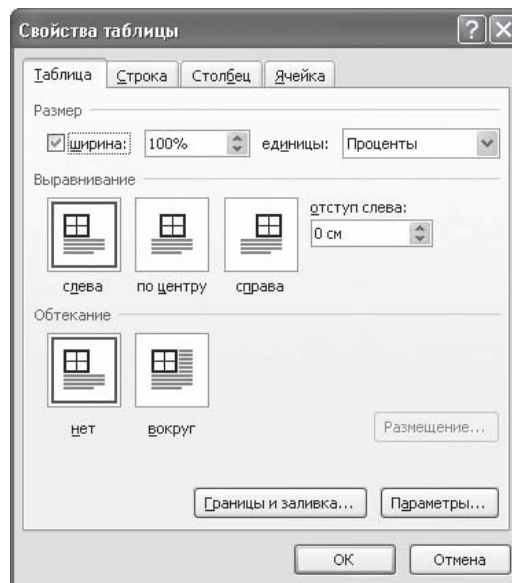 Свойства таблицы
Таблица Строка Столбец Ячейка
Размер
ширина: 100% единицы: Проценты
Выравнивание
слева по центру справа
отступ слева:
0 см
Обтекание
нет вокруг
Размещение...
Границы и заливка... Параметры...
ОК Отмена